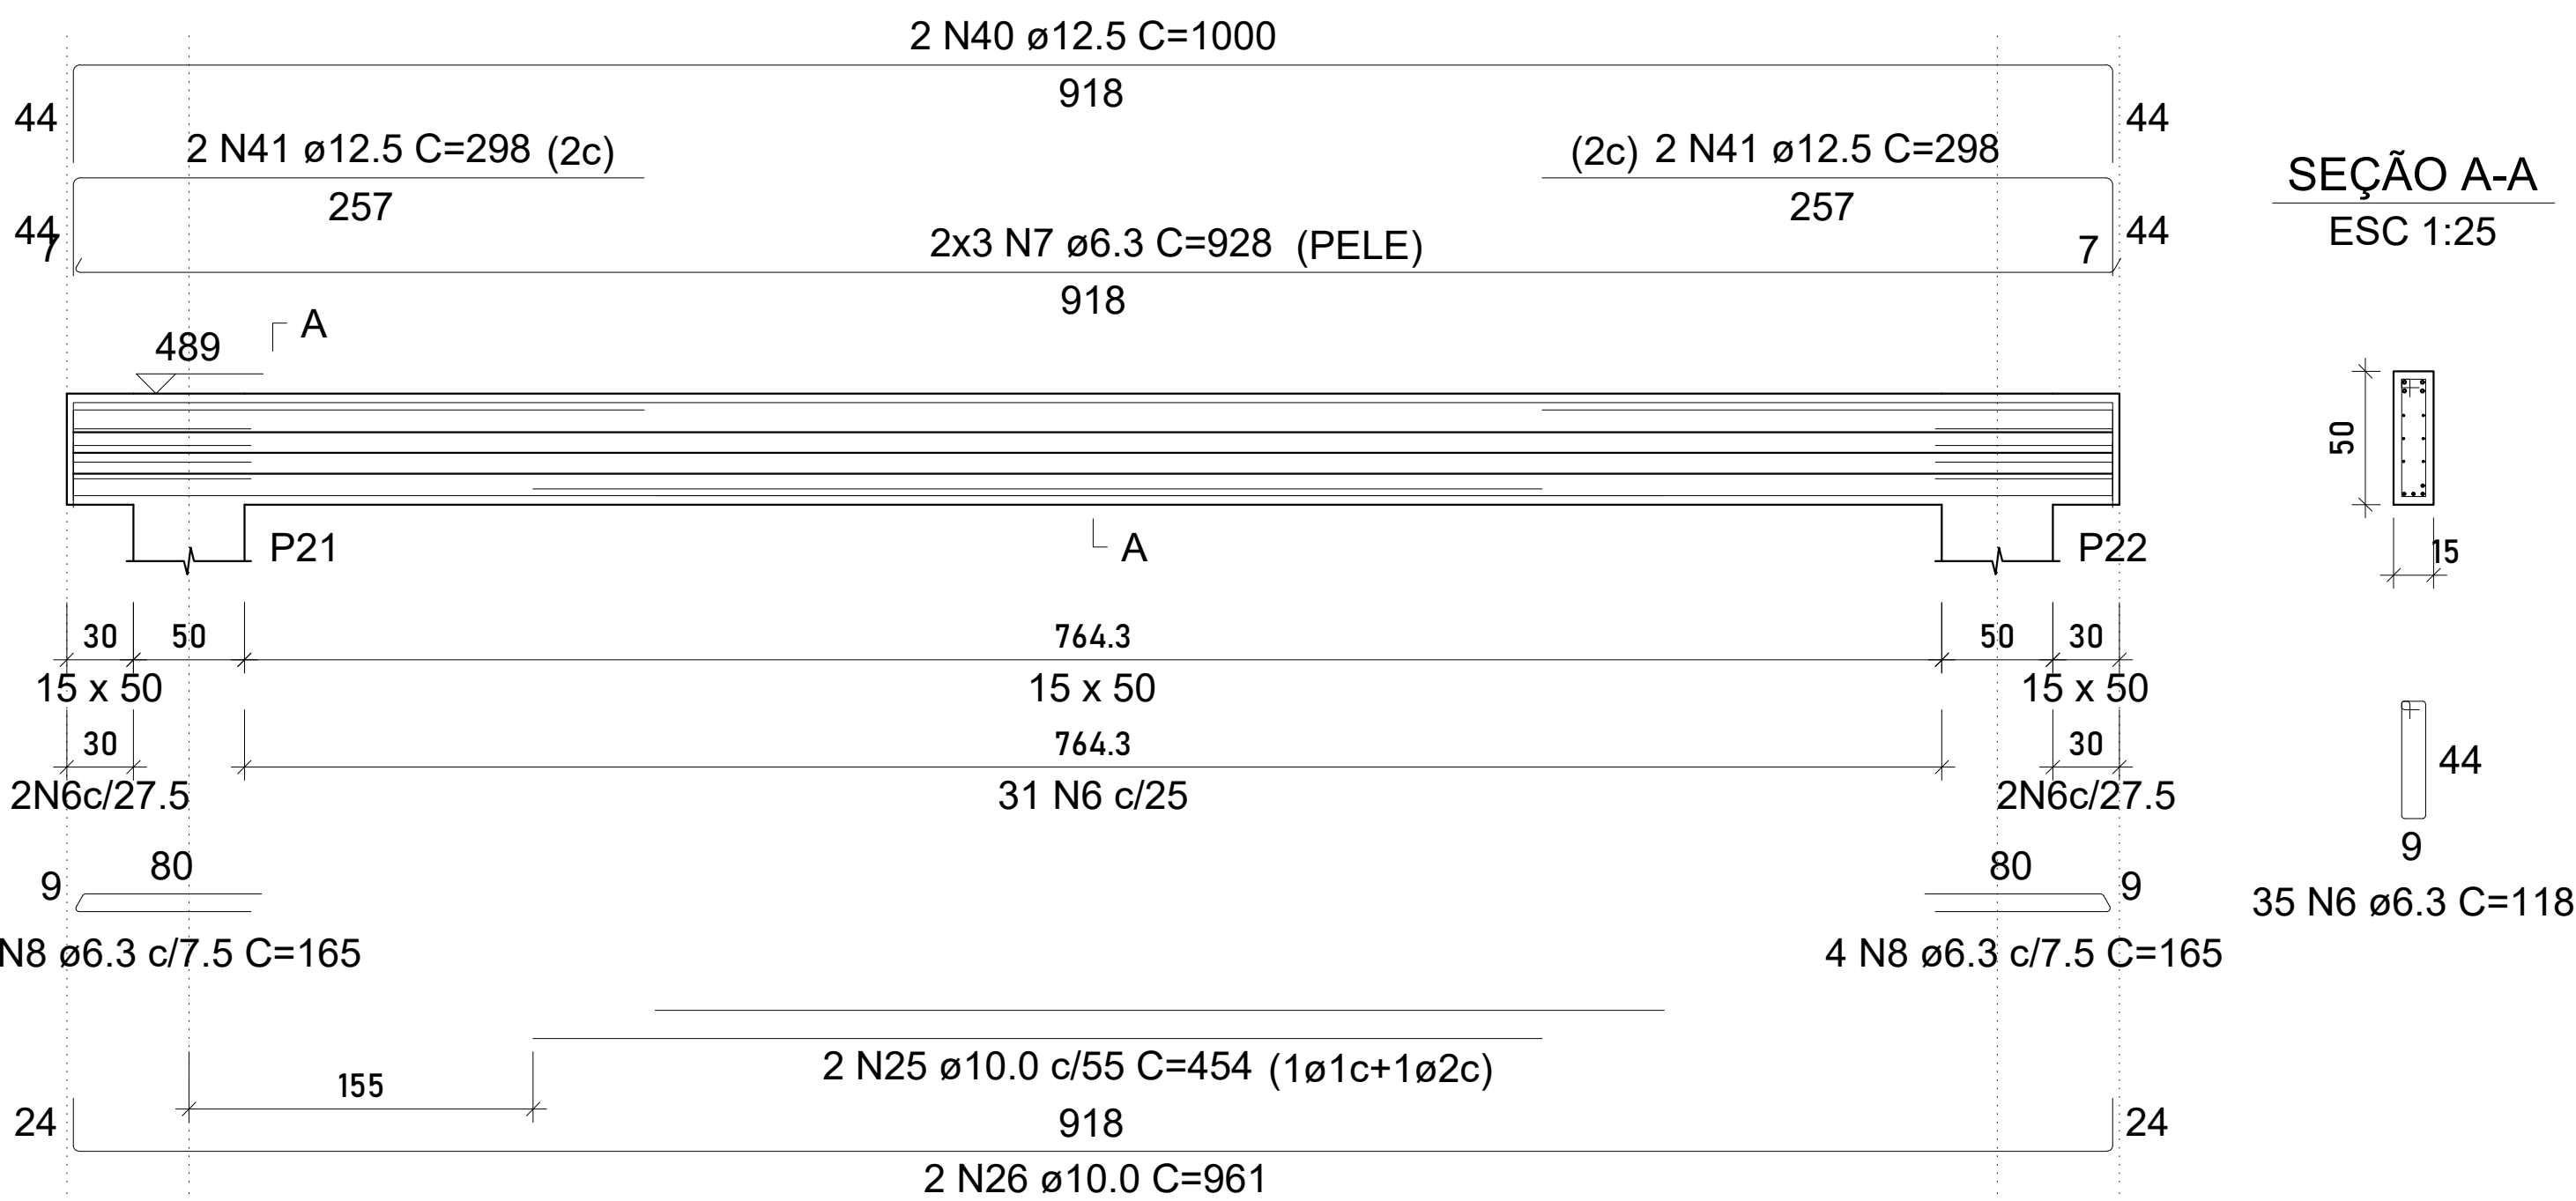 2 N40 ø12.5 C=1000
918
44
44
2 N41 ø12.5 C=298 (2c)
(2c) 2 N41 ø12.5 C=298
257
257
44
44
7
7
2x3 N7 ø6.3 C=928 (PELE)
918
SEÇÃO A-A
ESC 1:25
A
489
50
15
P21
A
P22
30
50
764.3
50
30
15 x 50
15 x 50
15 x 50
30
764.3
30
2N6c/27.5
31 N6 c/25
2N6c/27.5
44
9
35 N6 ø6.3 C=118
9
80
80
9
N8 ø6.3 c/7.5 C=165
4 N8 ø6.3 c/7.5 C=165
2 N25 ø10.0 c/55 C=454 (1ø1c+1ø2c)
155
24
918
24
2 N26 ø10.0 C=961